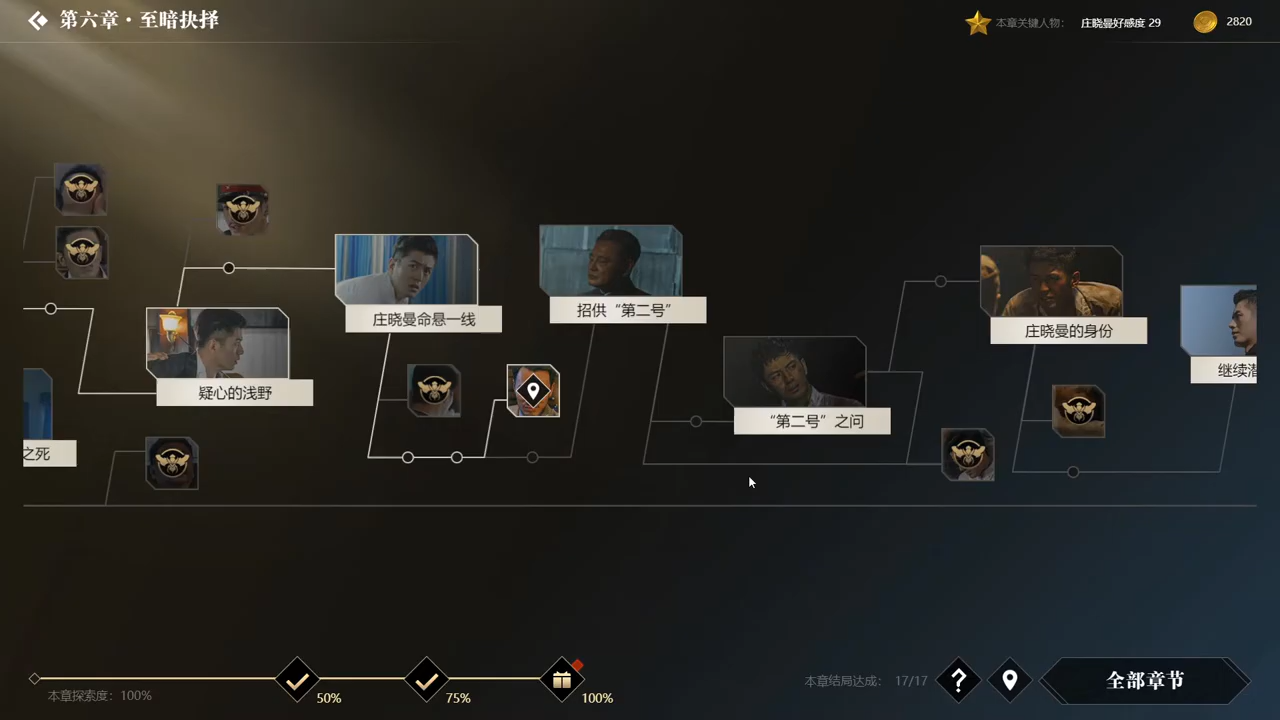 第六章·至暗抉择
本章关键人物： 庄晓曼好感度 29
2820
庄晓曼命悬一线
招供“第二号”
庄晓曼的身份
继续潜
疑心的浅野
“第二号”之问
之死
本章探索度：100%
50%
75%
100%
本章结局达成： 17/17
?
全部章节